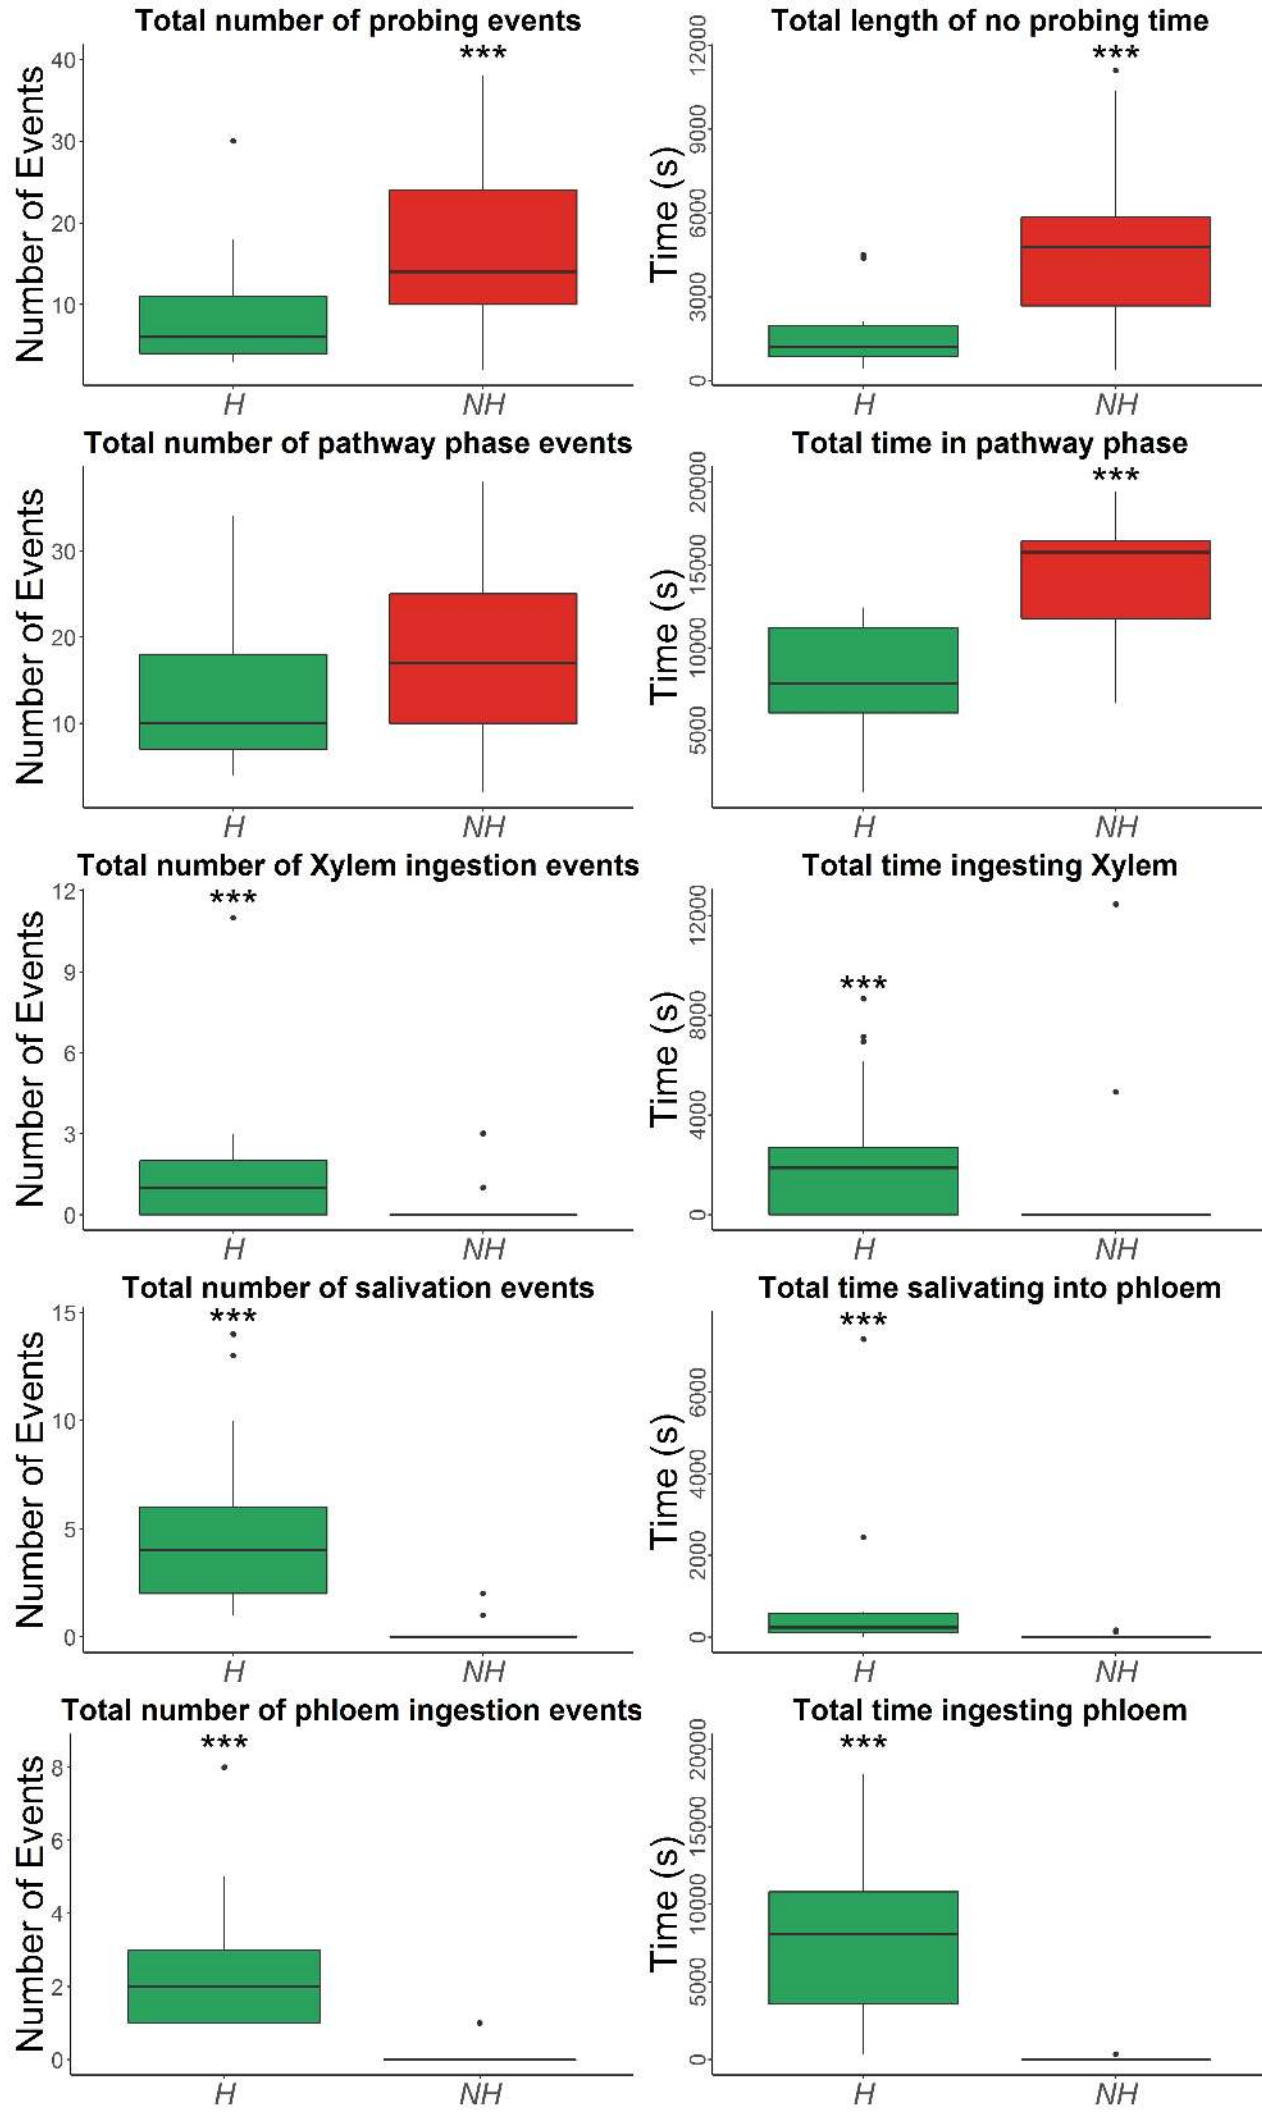 Total number of probing events
***
Number of Events
40
30
20
10
H NH
Total length of no probing time
***
Time (s)
12000
9000
6000
3000
0
H NH
Total number of pathway phase events
Number of Events
30
20
10
H NH
Total time in pathway phase
***
Time (s)
20000
15000
10000
5000
H NH
Total number of Xylem ingestion events
***
Number of Events
12
9
6
3
0
H NH
Total time ingesting Xylem
***
Time (s)
12000
8000
4000
0
H NH
Total number of salivation events
***
Number of Events
15
10
5
0
H NH
Total time salivating into phloem
***
Time (s)
6000
4000
2000
0
H NH
Total number of phloem ingestion events
***
Number of Events
8
6
4
2
0
H NH
Total time ingesting phloem
***
Time (s)
20000
15000
10000
5000
0
H NH